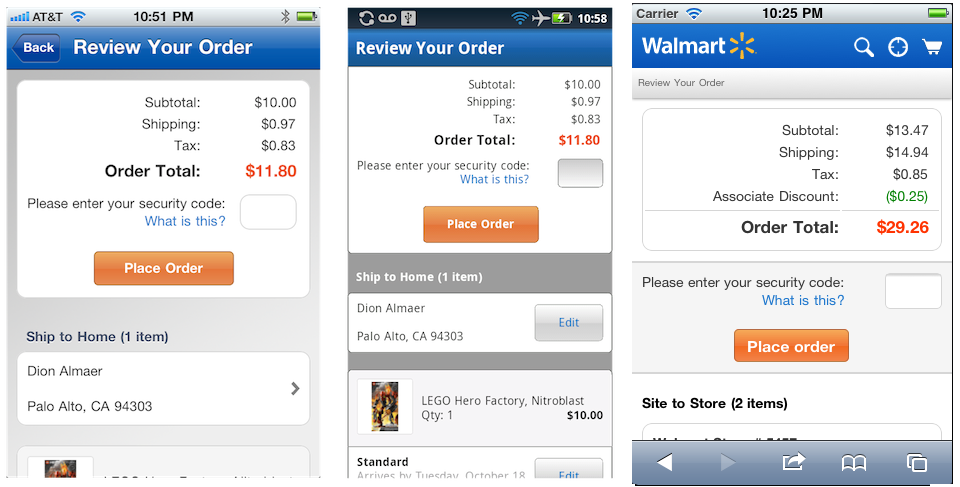 AT&T 10:51 PM
Back Review Your Order
Subtotal: $10.00
Shipping: $0.97
Tax: $0.83
Order Total: $11.80
Please enter your security code:
What is this?
Place Order
Ship to Home (1 item)
Dion Almaer
Palo Alto, CA 94303
10:58
Review Your Order
Subtotal: $10.00
Shipping: $0.97
Tax: $0.83
Order Total: $11.80
Please enter your security code:
What is this?
Place Order
Ship to Home (1 item)
Dion Almaer
Edit
Palo Alto, CA 94303
LEGO Hero Factory, Nitroblast
Qty: 1 $10.00
Standard
Arrives by Tuesday, October 18
Edit
Carrier 10:25 PM
Walmart
Review Your Order
Subtotal: $13.47
Shipping: $14.94
Tax: $0.85
Associate Discount: ($0.25)
Order Total: $29.26
Please enter your security code:
What is this?
Place order
Site to Store (2 items)